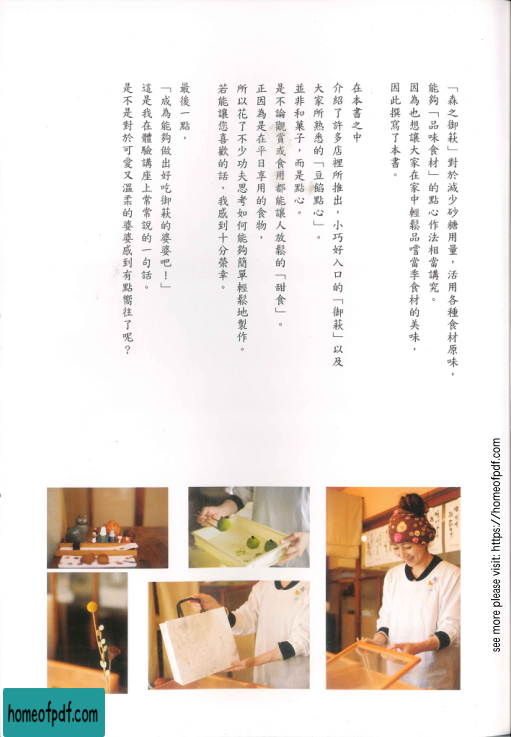 「森之御萩」對於減少砂糖用量，活用各種食材原味，
能夠「品味食材」的點心作法相當講究。
因為也想讓大家在家中輕鬆品嚐當季食材的美味，
因此撰寫了本書。
在本書之中
介紹了許多店裡所推出，小巧好入口的「御萩」以及
大家所熟悉的「豆餡點心」。
並非和菓子，而是點心。
是不論觀賞或食用都能讓人放鬆的「甜食」。
正因為是在平日享用的食物，
所以花了不少功夫思考如何能夠簡單輕鬆地製作。
若能讓您喜歡的話，我感到十分榮幸。
最後一點，
「成為能夠做出好吃御萩的婆婆吧！」
這是我在體驗講座上常常說的一句話。
是不是對於可愛又溫柔的婆婆感到有點嚮往了呢？
see more please visit: https://homeofpdf.com
homeofpdf.com